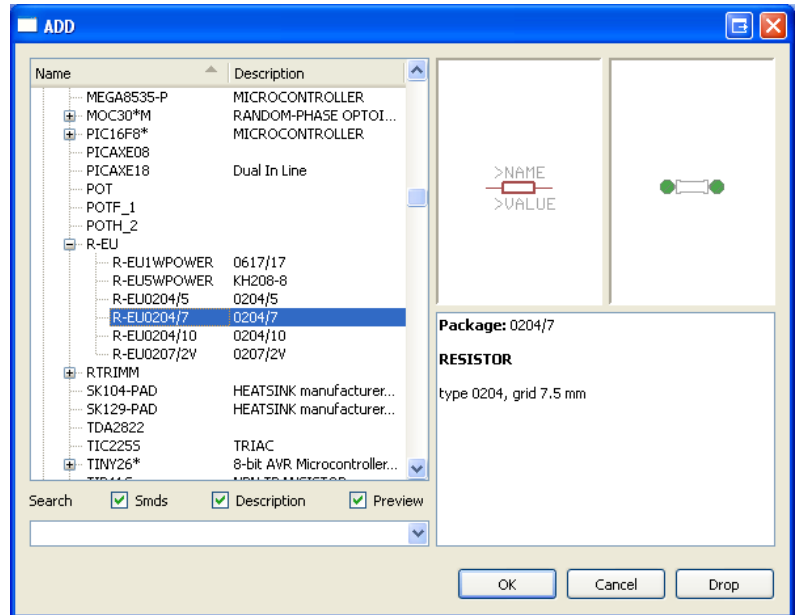 ADD
Name Description
MEGA8535-P MICROCONTROLLER
MOC30*M RANDOM-PHASE OPTOI...
PIC16F8* MICROCONTROLLER
PICAXE08
PICAXE18 Dual In Line
POT
POTF_1
POTH_2
R-EU
R-EU1WPOWER 0617/17
R-EU5WPOWER KH208-8
R-EU0204/5 0204/5
R-EU0204/7 0204/7
R-EU0204/10 0204/10
R-EU0207/2V 0207/2V
RTRIMM
SK104-PAD HEATSINK manufacturer...
SK129-PAD HEATSINK manufacturer...
TDA2822
TIC225S TRIAC
TINY26* 8-bit AVR Microcontroller...
>NAME
>VALUE
Package: 0204/7
RESISTOR
type 0204, grid 7.5 mm
Search Smds Description Preview
OK Cancel Drop